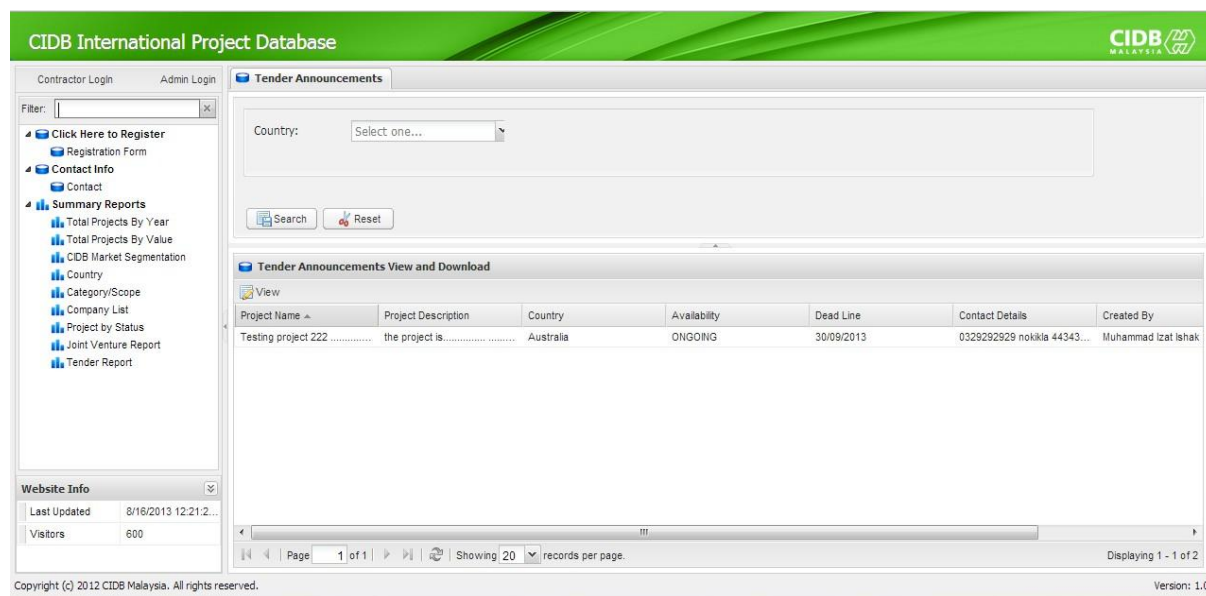 CIDB International Project Database
CIDB
MALAYSIA
Contractor Login Admin Login
Filter:
Click Here to Register
Registration Form
Contact Info
Contact
Summary Reports
Total Projects By Year
Total Projects By Value
CIDB Market Segmentation
Country
Category/Scope
Company List
Project by Status
Joint Venture Report
Tender Report
Website Info
Last Updated 8/16/2013 12:21:2...
Visitors 600
Tender Announcements
Country: Select one...
Search Reset
Tender Announcements View and Download
View
Project Name Project Description Country Availability Dead Line Contact Details Created By
Testing project 222 ............. the project is.............. ......... Australia ONGOING 30/09/2013 0329292929 nokikla 44343... Muhammad Izat Ishak
Page 1 of 1 Showing 20 records per page. Displaying 1 - 1 of 2
Copyright (c) 2012 CIDB Malaysia. All rights reserved. Version: 1.0